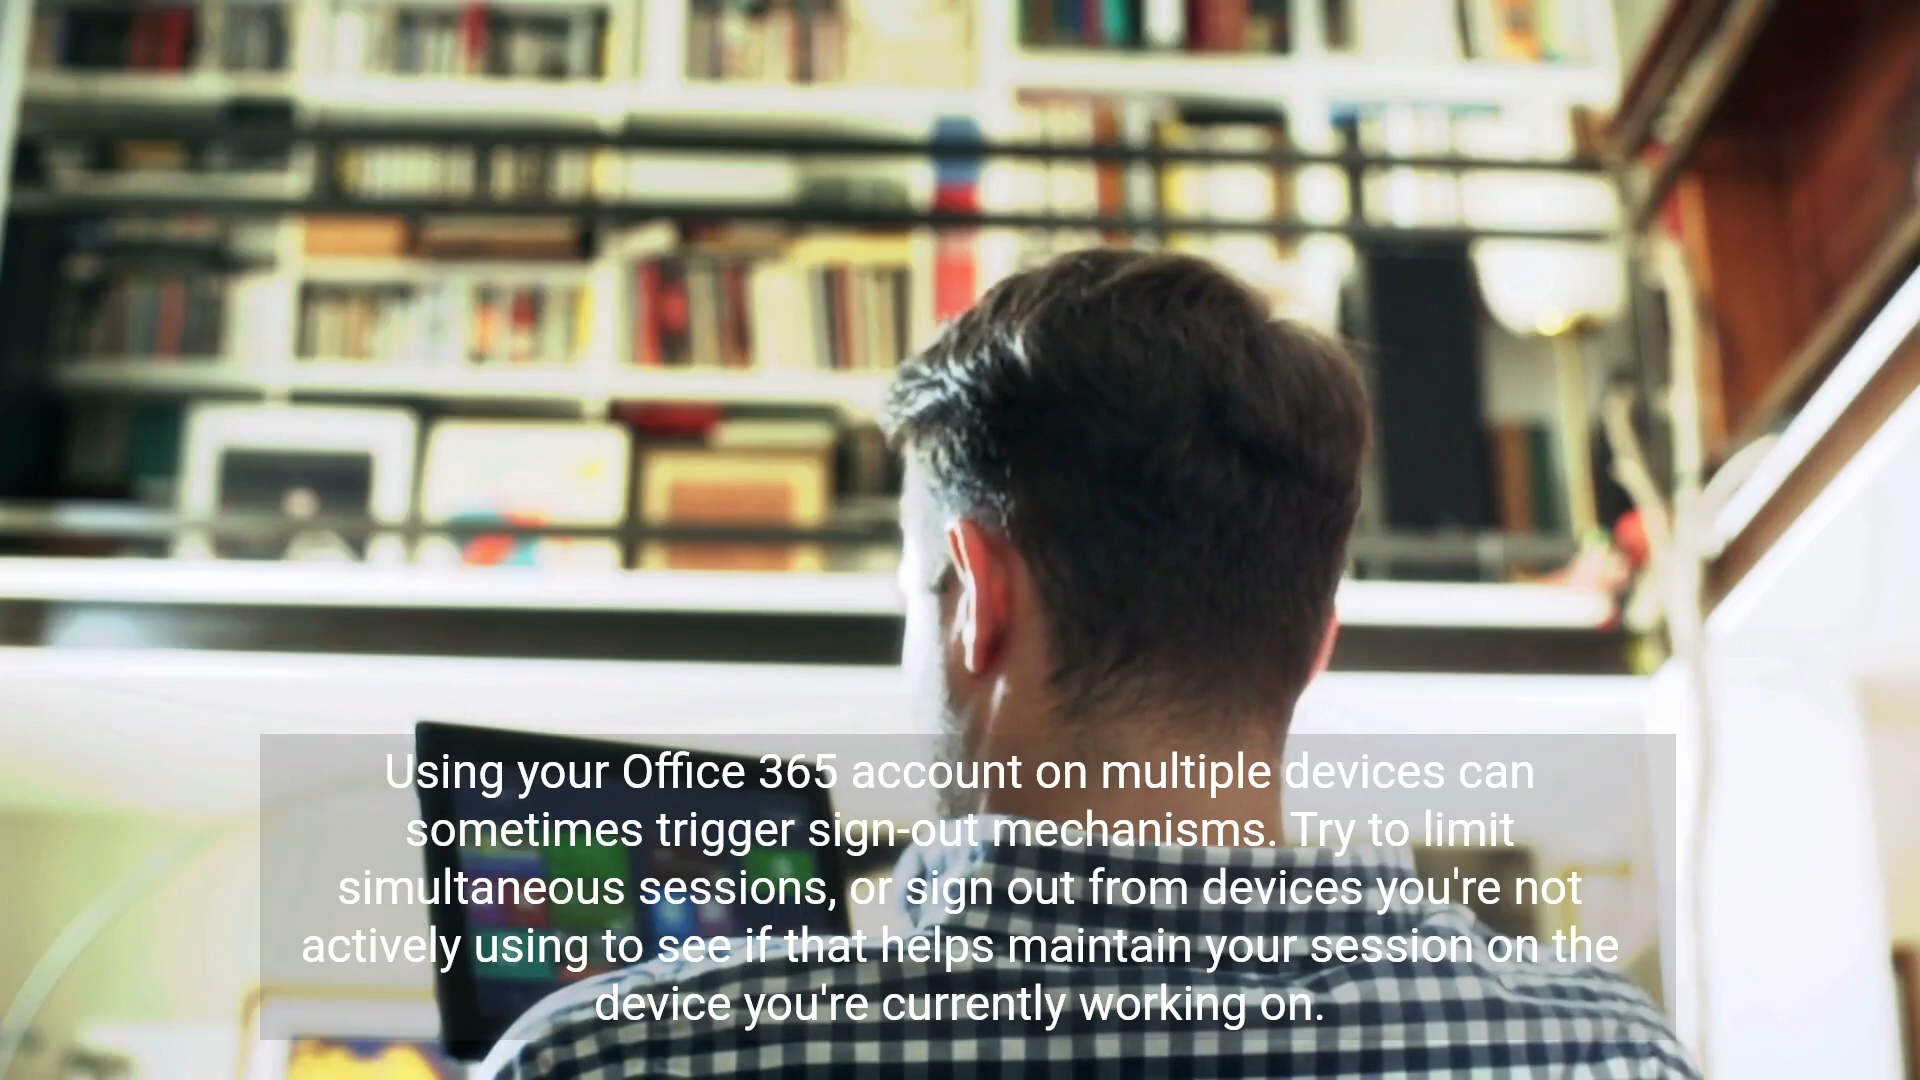 Using your Office 365 account on multiple devices can
sometimes trigger sign-out mechanisms. Try to limit
simultaneous sessions, or sign out from devices you're not
actively using to see if that helps maintain your session on the
device you're currently working on.